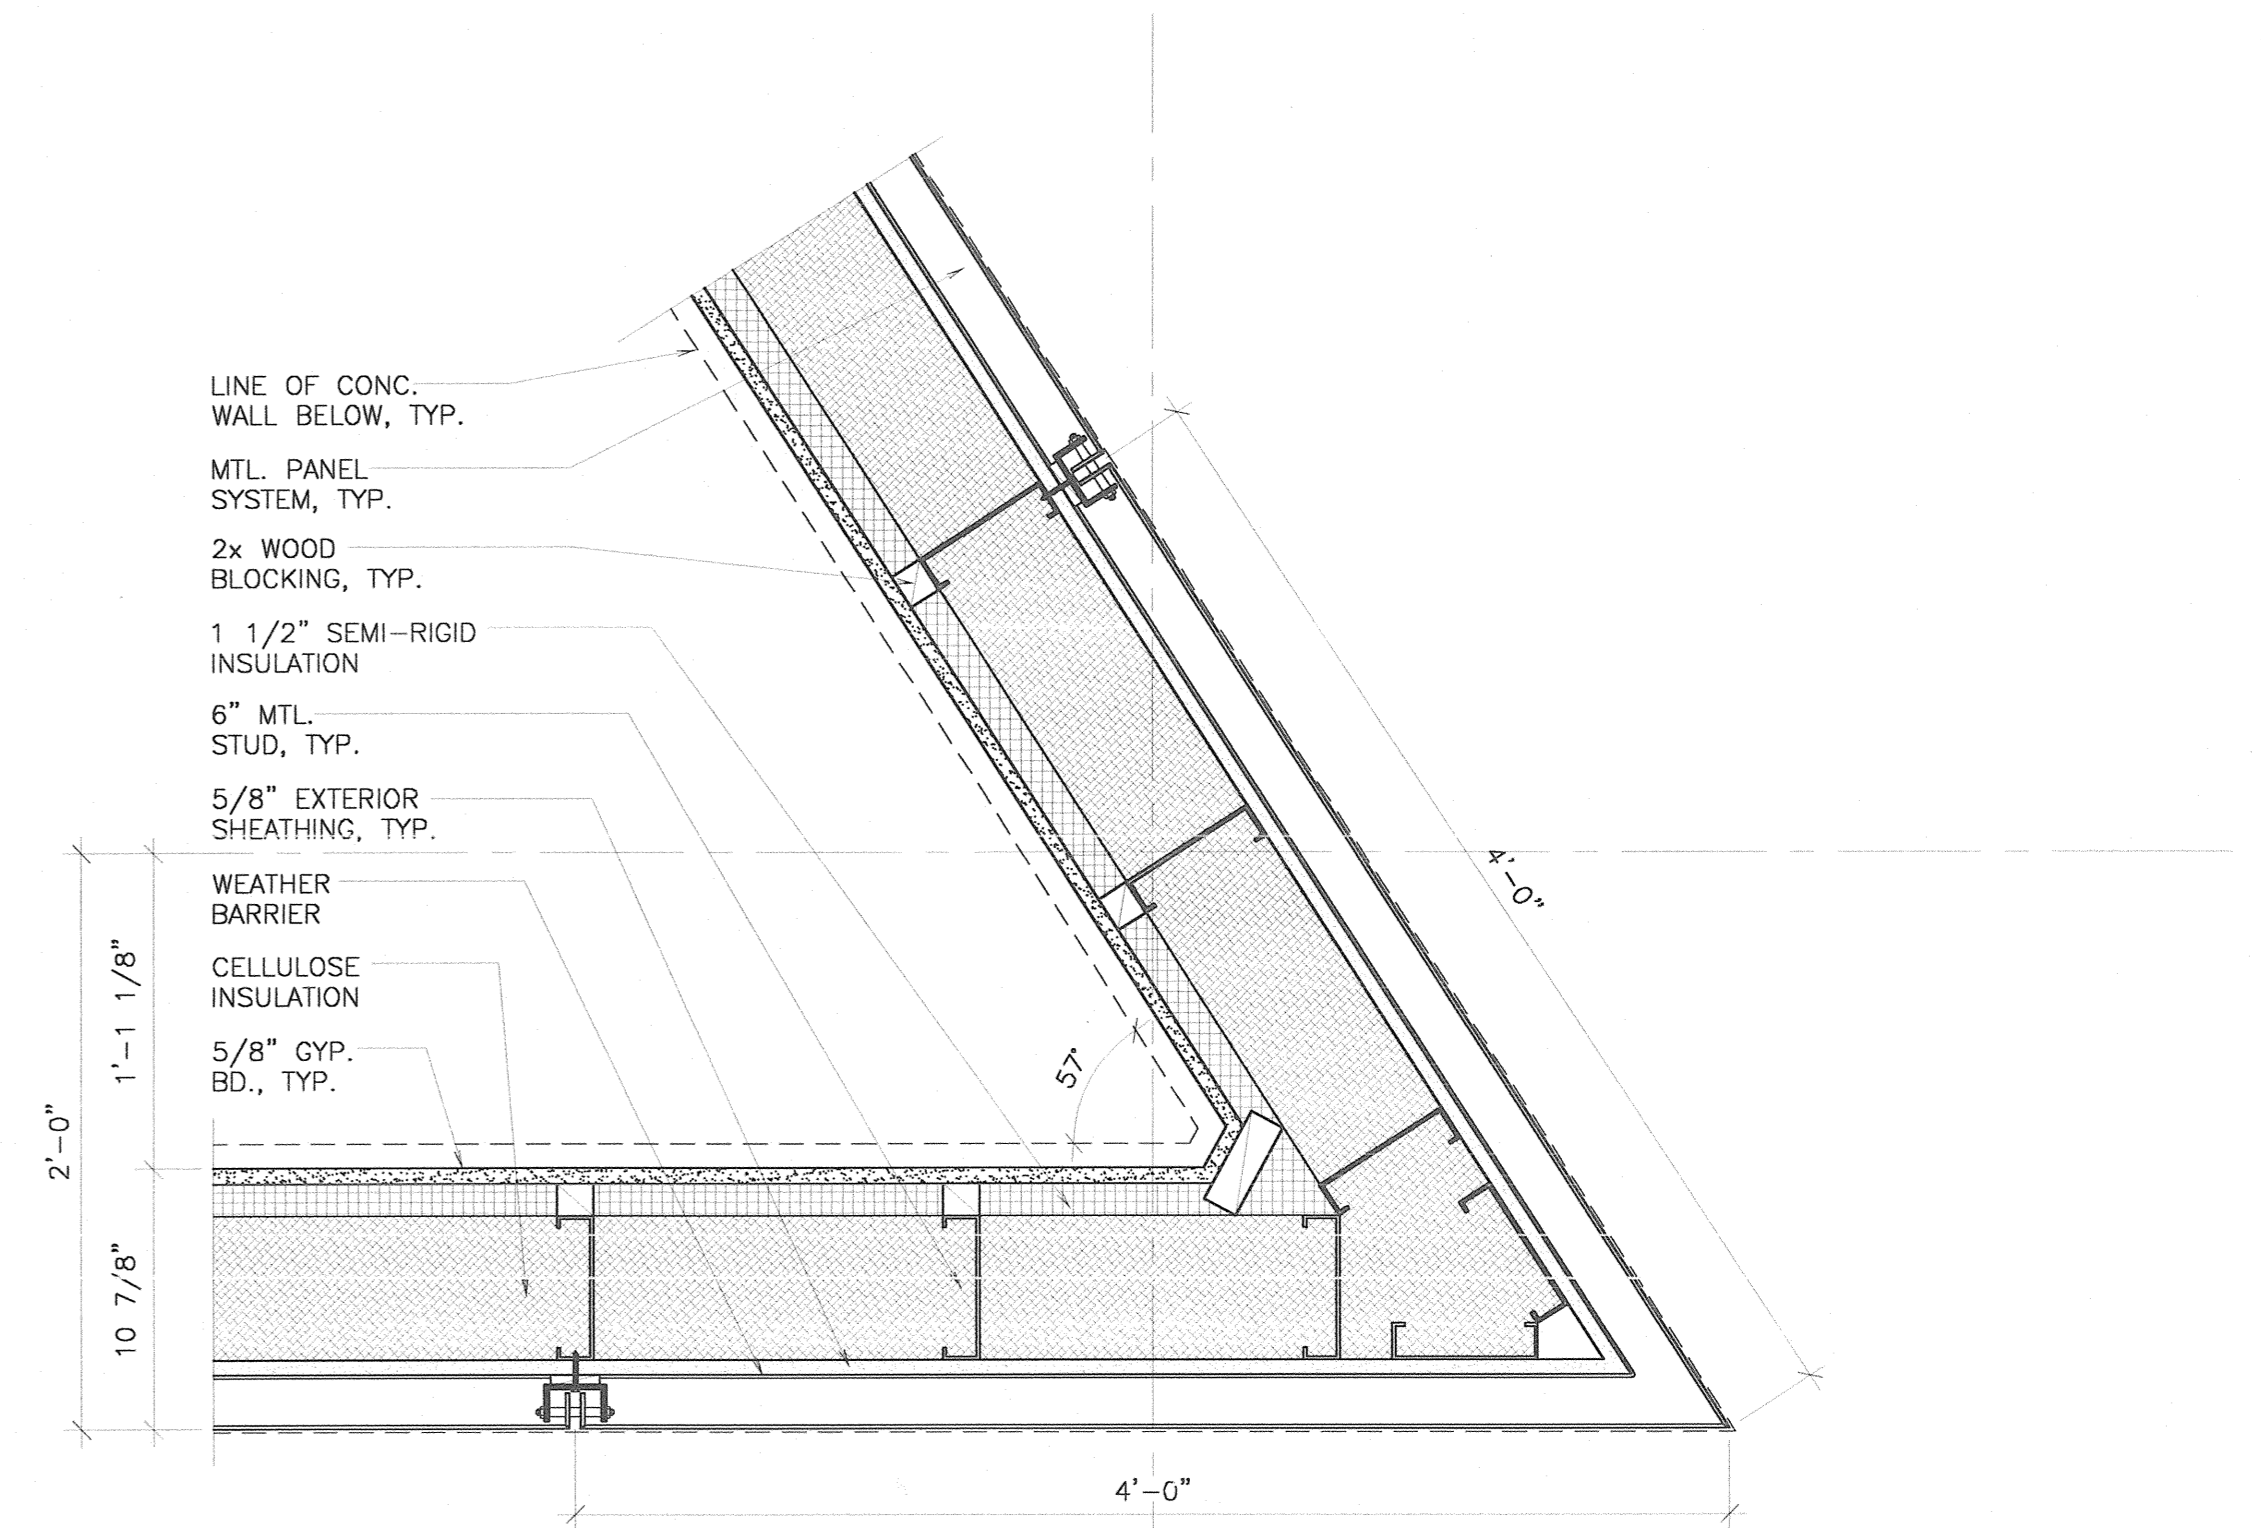 LINE OF CONC.
WALL BELOW, TYP.
MTL. PANEL
SYSTEM, TYP.
2x WOOD
BLOCKING, TYP.
1 1/2" SEMI-RIGID
INSULATION
6" MTL.
STUD, TYP.
5/8" EXTERIOR
SHEATHING, TYP.
WEATHER
BARRIER
CELLULOSE
INSULATION
5/8" GYP.
BD., TYP.
2'-0"
1'-1 1/8"
10 7/8"
57°
4'-0"
4'-0"